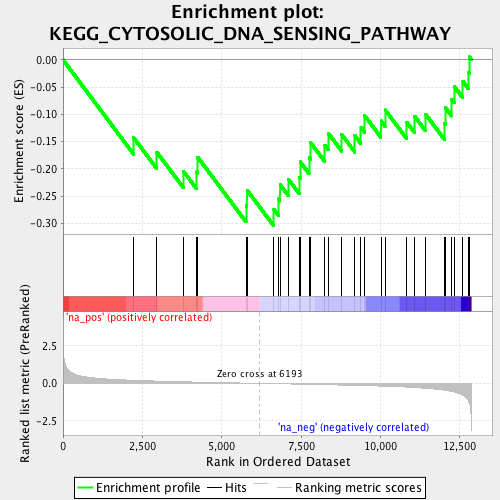 Enrichment plot:
KEGG_CYTOSOLIC_DNA_SENSING_PATHWAY
Enrichment score (ES)
0.00
-0.05
-0.10
-0.15
-0.20
-0.25
-0.30
'na_pos' (positively correlated)
Ranked list metric (PreRanked)
2.5
0.0
-2.5
Zero cross at 6193
'na_neg' (negatively correlated)
0
2,500
5,000
7,500
10,000
12,500
Rank in Ordered Dataset
Enrichment profile
Hits
Ranking metric scores